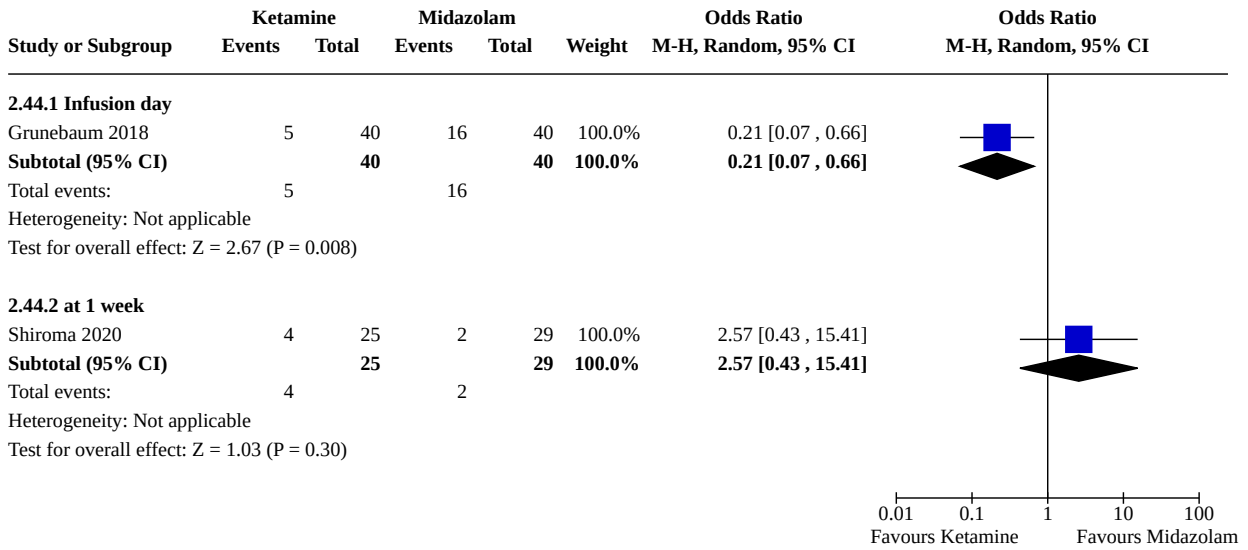 Ketamine Midazolam Odds Ratio Odds Ratio
Study or Subgroup Events Total Events Total Weight M-H, Random, 95% CI M-H, Random, 95% CI
2.44.1 Infusion day
Grunebaum 2018 5 40 16 40 100.0% 0.21 [0.07 , 0.66]
Subtotal (95% CI) 40 40 100.0% 0.21 [0.07 , 0.66]
Total events: 5 16
Heterogeneity: Not applicable
Test for overall effect: Z = 2.67 (P = 0.008)
2.44.2 at 1 week
Shiroma 2020 4 25 2 29 100.0% 2.57 [0.43 , 15.41]
Subtotal (95% CI) 25 29 100.0% 2.57 [0.43 , 15.41]
Total events: 4 2
Heterogeneity: Not applicable
Test for overall effect: Z = 1.03 (P = 0.30)
0.01 0.1 1 10 100
Favours Ketamine Favours Midazolam